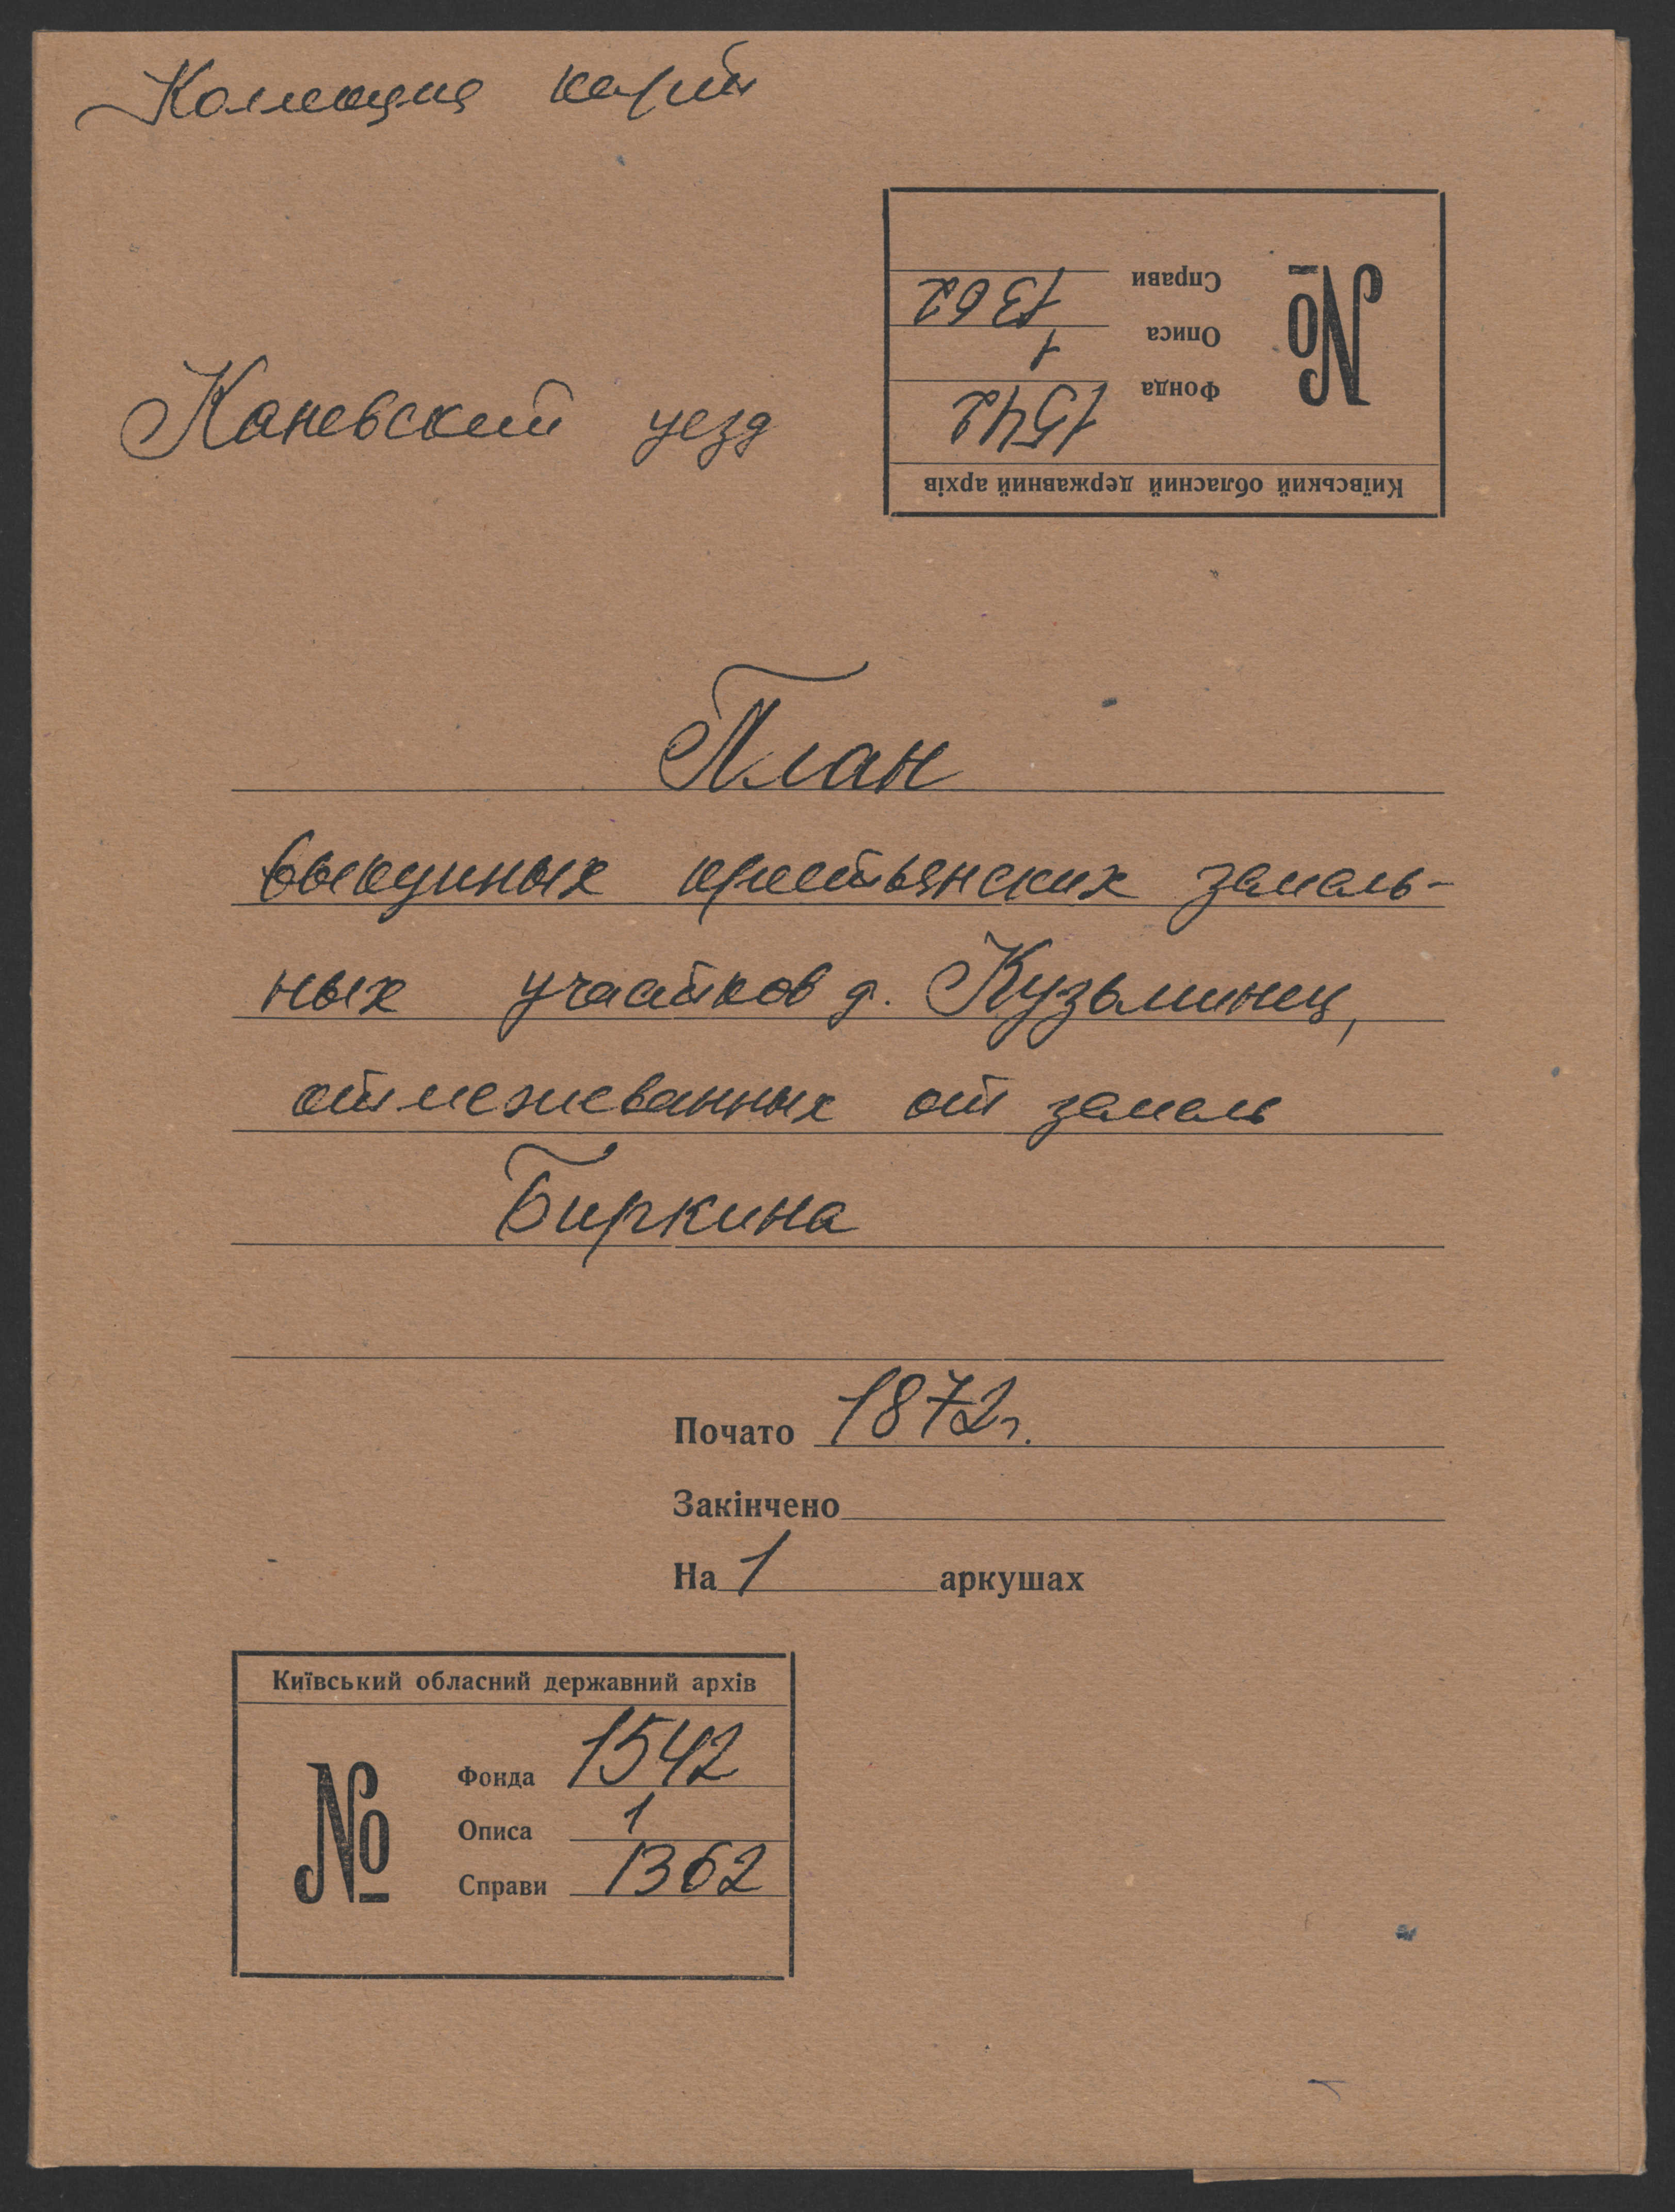 Коллекция карт
Справи 1362
Описа 1
Фонда 1542
№
Київський обласний державний архів
Каневский уезд
План
выкупных крестьянских земель-
ных участков д. Кузьминец,
отмежеванных от земель
Биркина
Почато 1872г.
Закінчено
На 1 аркушах
Київський обласний державний архів
№
Фонда 1542
Описа 1
Справи 1362